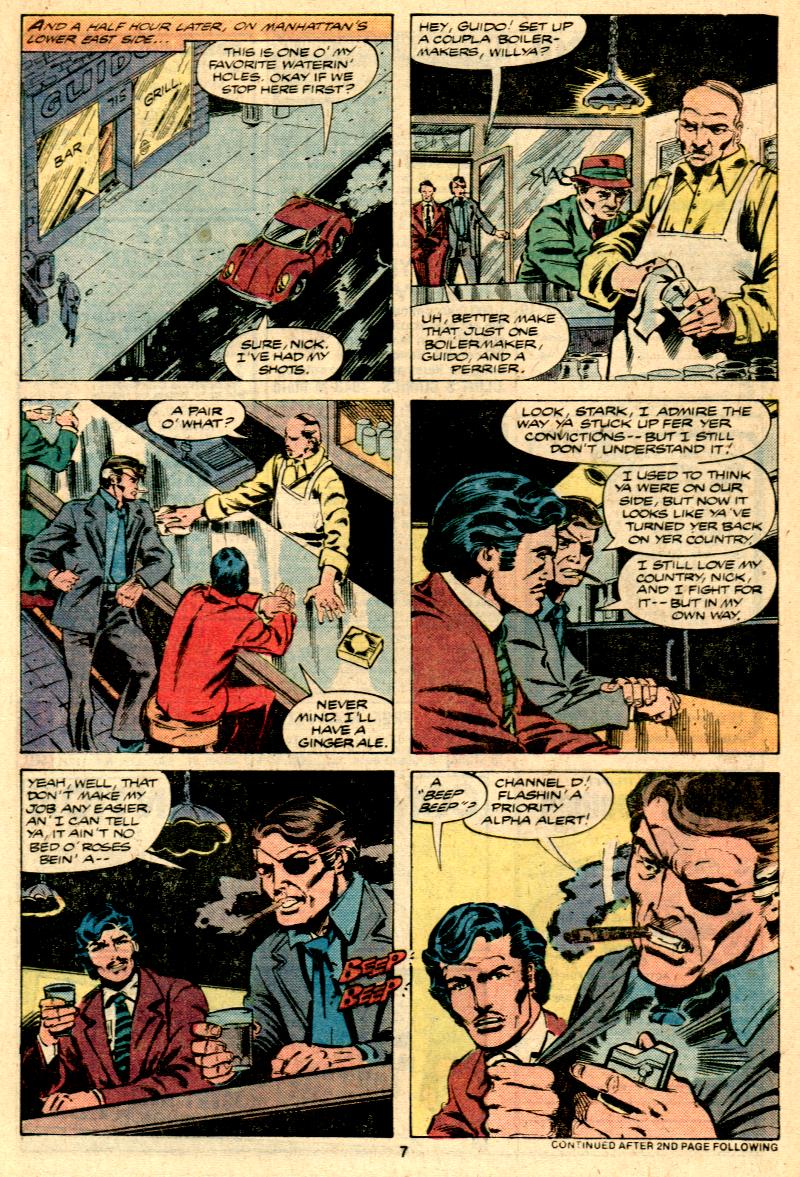 AND A HALF HOUR LATER, ON MANHATTAN'S
LOWER EAST SIDE...
THIS IS ONE O' MY
FAVORITE WATERIN'
HOLES. OKAY IF WE
STOP HERE FIRST?
GUIDO
715
GRILL
BAR
SURE, NICK.
I'VE HAD MY
SHOTS.
HEY, GUIDO! SET UP
A COUPLA BOILER-
MAKERS, WILLYA?
UH, BETTER MAKE
THAT JUST ONE
BOILERMAKER,
GUIDO, AND A
PERRIER.
A PAIR
O' WHAT?
NEVER
MIND. I'LL
HAVE A
GINGER ALE.
LOOK, STARK, I ADMIRE THE
WAY YA STUCK UP FER YER
CONVICTIONS--BUT I STILL
DON'T UNDERSTAND IT!
I USED TO THINK
YA WERE ON OUR
SIDE, BUT NOW IT
LOOKS LIKE YA'VE
TURNED YER BACK
ON YER COUNTRY.
I STILL LOVE MY
COUNTRY, NICK,
AND I FIGHT FOR
IT--BUT IN MY
OWN WAY.
YEAH, WELL, THAT
DON'T MAKE MY
JOB ANY EASIER.
AN' I CAN TELL
YA, IT AIN'T NO
BED O' ROSES
BEIN' A--
BEEP
BEEP!
A
"BEEP
BEEP"?
CHANNEL D!
FLASHIN' A
PRIORITY
ALPHA ALERT!
7
CONTINUED AFTER 2ND PAGE FOLLOWING